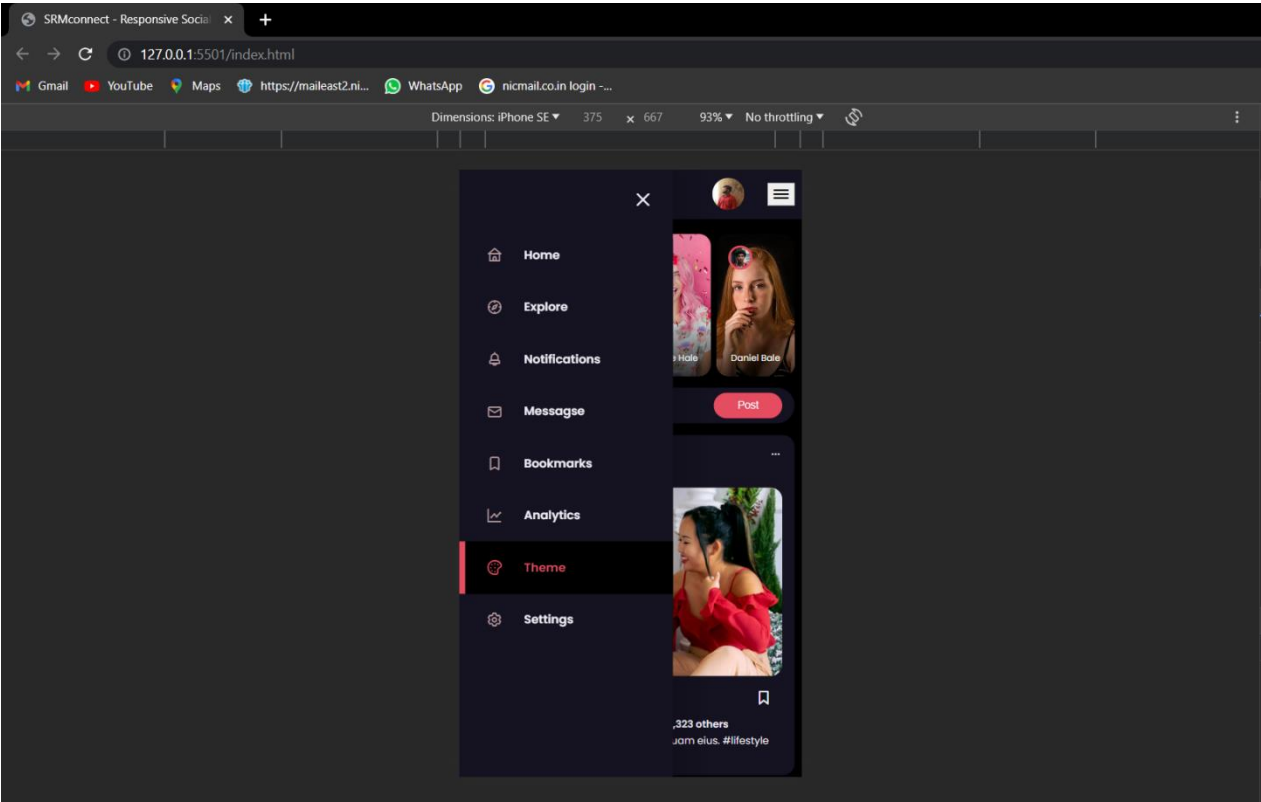 SRMconnect - Responsive Social
127.0.0.1:5501/index.html
Gmail YouTube Maps https://maileast2.ni... WhatsApp nicmail.co.in login -...
Dimensions: iPhone SE 375 x 667 93% No throttling
Home
Explore
Notifications
Messagse
Bookmarks
Analytics
Theme
Settings
Hale Daniel Bale
Post
,323 others
uam eius. #lifestyle